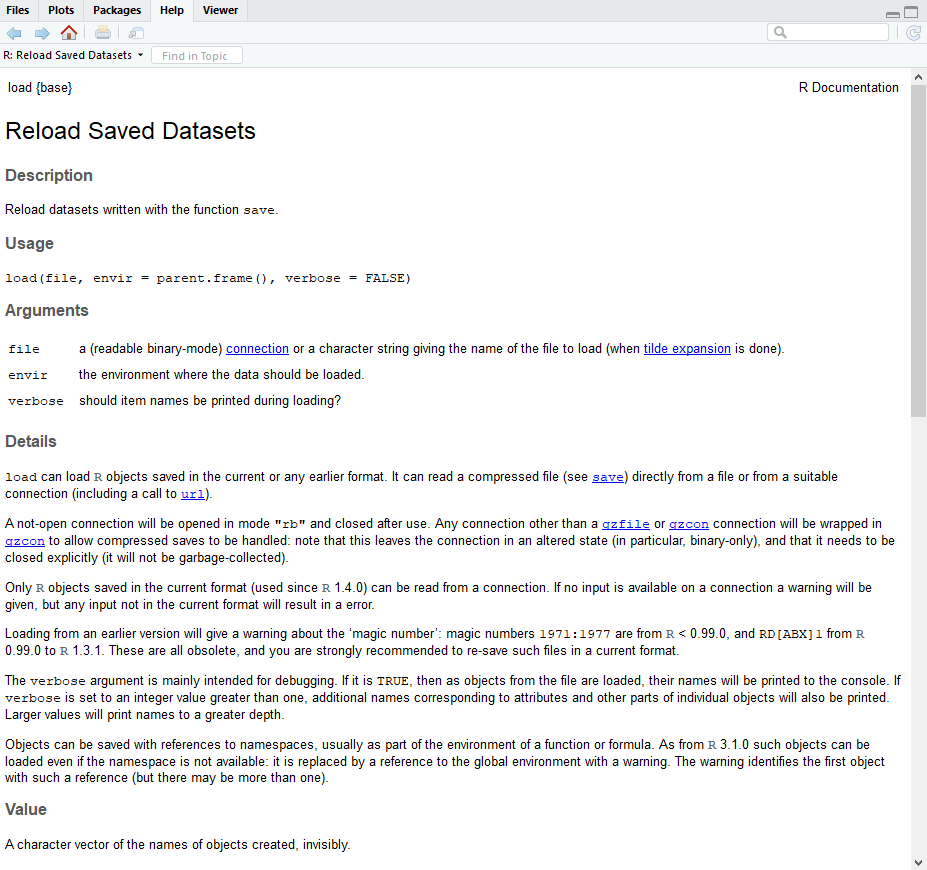 Files Plots Packages Help Viewer
R: Reload Saved Datasets Find in Topic
load {base} R Documentation
Reload Saved Datasets
Description
Reload datasets written with the function save.
Usage
load(file, envir = parent.frame(), verbose = FALSE)
Arguments
file a (readable binary-mode) connection or a character string giving the name of the file to load (when tilde expansion is done).
envir the environment where the data should be loaded.
verbose should item names be printed during loading?
Details
load can load R objects saved in the current or any earlier format. It can read a compressed file (see save) directly from a file or from a suitable
connection (including a call to url).
A not-open connection will be opened in mode "rb" and closed after use. Any connection other than a gzfile or gzcon connection will be wrapped in
gzcon to allow compressed saves to be handled: note that this leaves the connection in an altered state (in particular, binary-only), and that it needs to be
closed explicitly (it will not be garbage-collected).
Only R objects saved in the current format (used since R 1.4.0) can be read from a connection. If no input is available on a connection a warning will be
given, but any input not in the current format will result in a error.
Loading from an earlier version will give a warning about the ‘magic number’: magic numbers 1971:1977 are from R < 0.99.0, and RD[ABX]1 from R
0.99.0 to R 1.3.1. These are all obsolete, and you are strongly recommended to re-save such files in a current format.
The verbose argument is mainly intended for debugging. If it is TRUE, then as objects from the file are loaded, their names will be printed to the console. If
verbose is set to an integer value greater than one, additional names corresponding to attributes and other parts of individual objects will also be printed.
Larger values will print names to a greater depth.
Objects can be saved with references to namespaces, usually as part of the environment of a function or formula. As from R 3.1.0 such objects can be
loaded even if the namespace is not available: it is replaced by a reference to the global environment with a warning. The warning identifies the first object
with such a reference (but there may be more than one).
Value
A character vector of the names of objects created, invisibly.